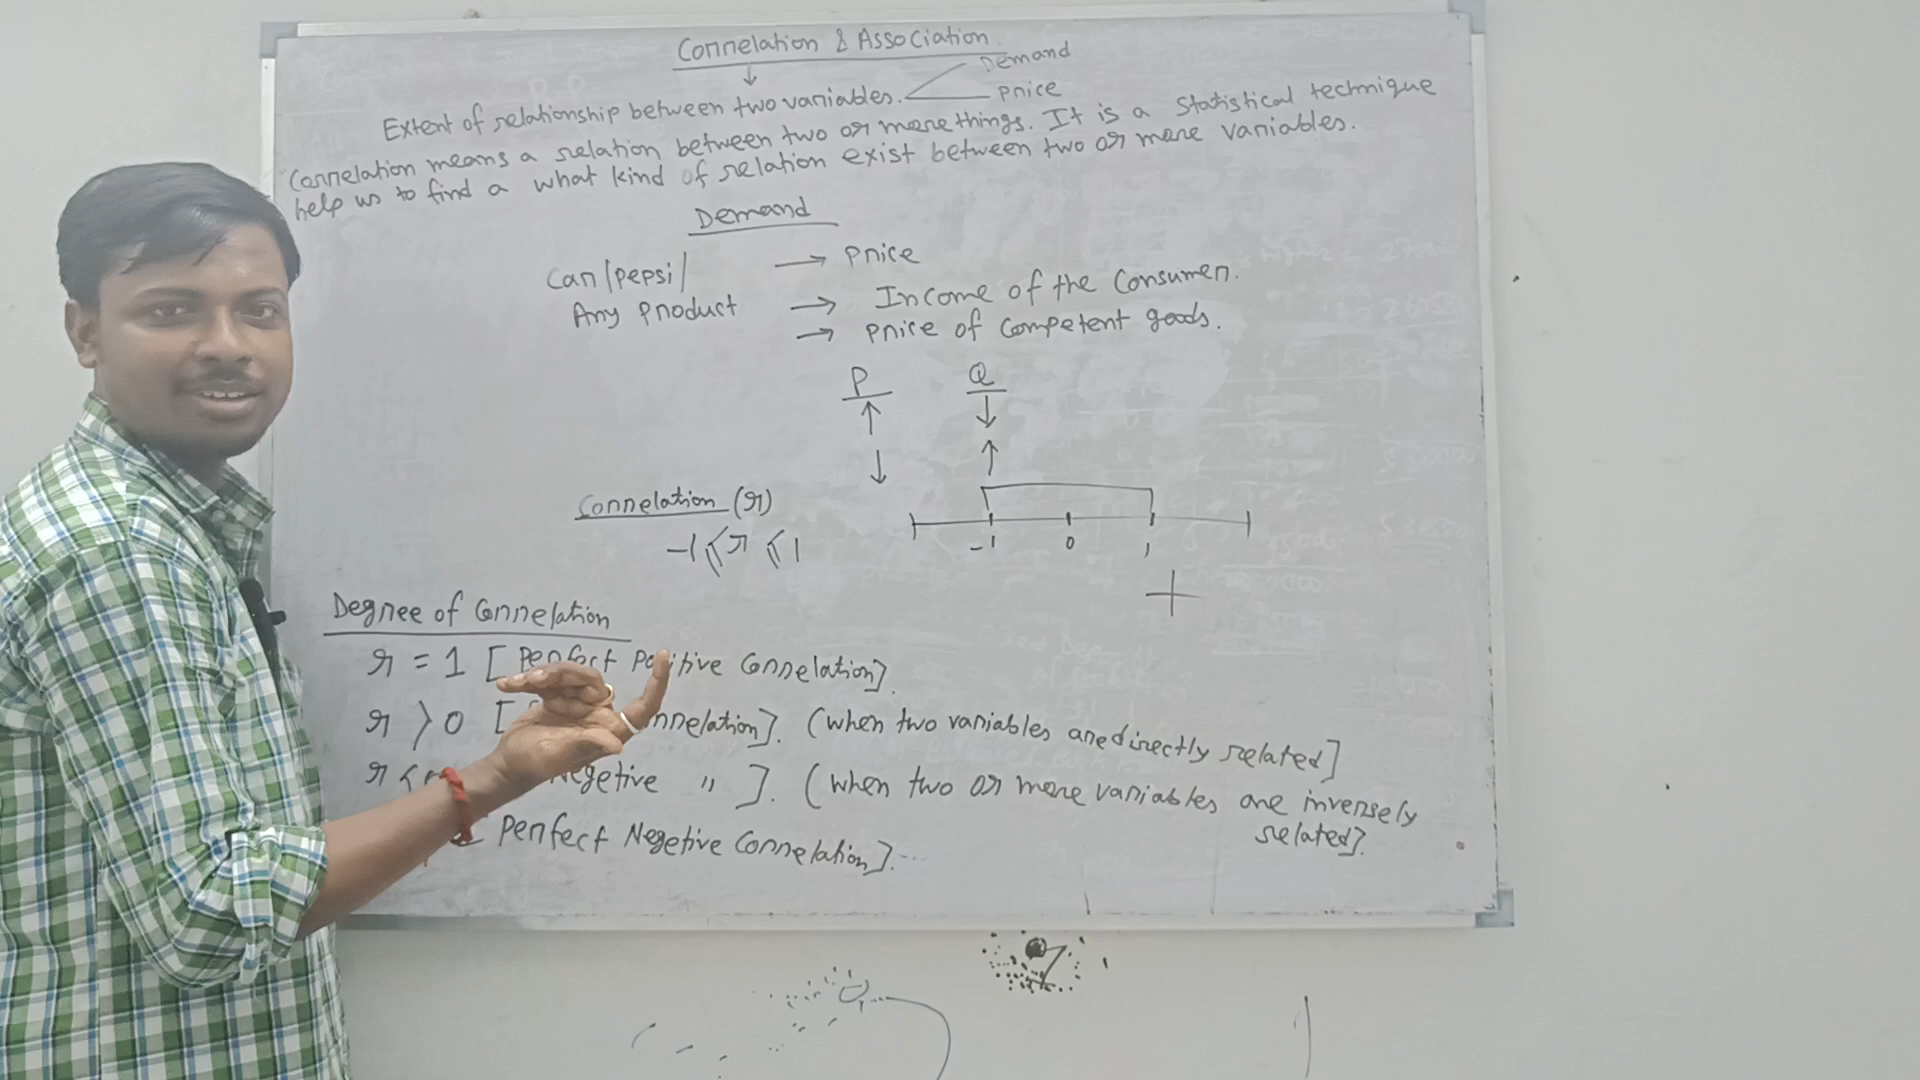 Correlation & Association
Demand
Extent of relationship between two variables.
price
Correlation means a relation between two or more things. It is a statistical technique
help us to find a what kind of relation exist between two or more variables.
Demand
Car/pepsi/ → price
Any product → Income of the Consumer.
→ price of Competent goods.
P Q
↑ ↓
↓ ↑
Correlation (r)
-1 ≤ r ≤ 1
-1 0 1
+
Degree of Correlation
r = 1 [Perfect Positive Correlation].
r > 0 [ rrelation]. (when two variables are directly related]
r < Negetive " ]. (when two or more variables are inversely
related].
Perfect Negetive Correlation]...